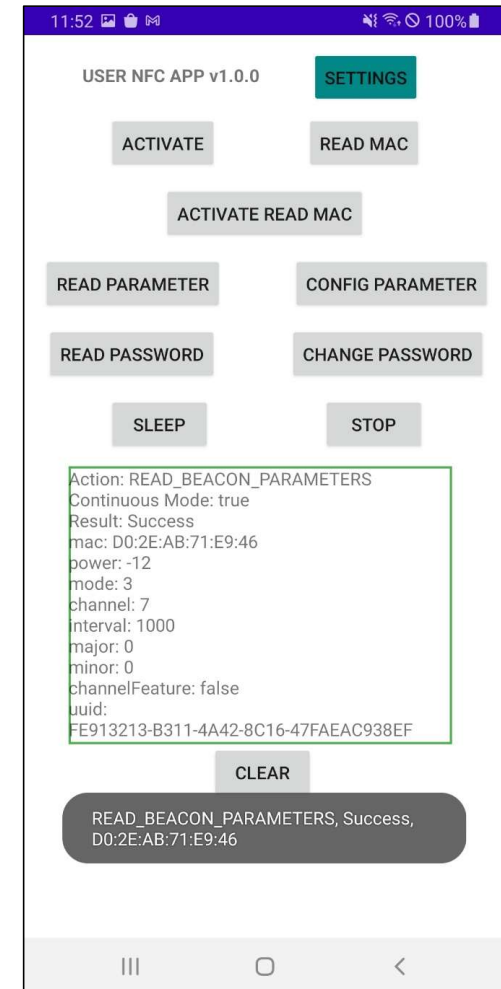 11:52 100%
USER NFC APP v1.0.0 SETTINGS
ACTIVATE READ MAC
ACTIVATE READ MAC
READ PARAMETER CONFIG PARAMETER
READ PASSWORD CHANGE PASSWORD
SLEEP STOP
Action: READ_BEACON_PARAMETERS
Continuous Mode: true
Result: Success
mac: D0:2E:AB:71:E9:46
power: -12
mode: 3
channel: 7
interval: 1000
major: 0
minor: 0
channelFeature: false
uuid:
FE913213-B311-4A42-8C16-47FAEAC938EF
CLEAR
READ_BEACON_PARAMETERS, Success,
D0:2E:AB:71:E9:46